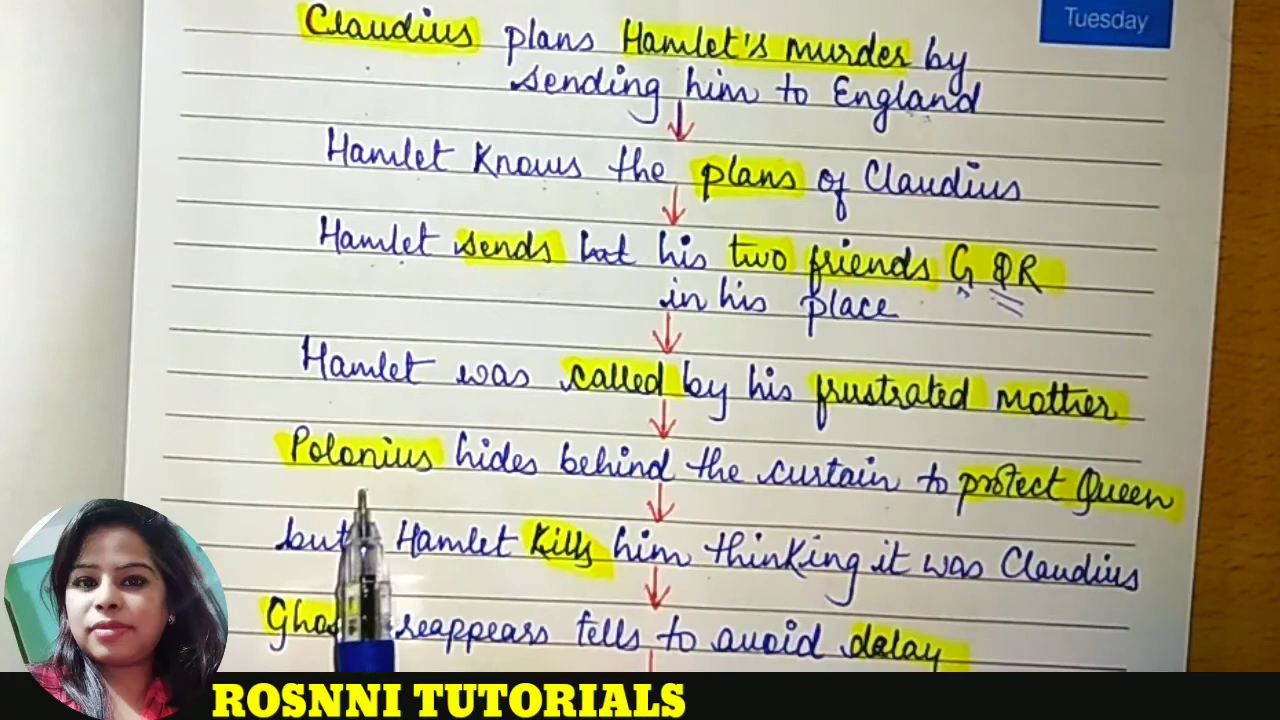 Tuesday
Claudius plans Hamlet's murder by
sending him to England
Hamlet Knows the plans of Claudius
Hamlet sends his two friends G R
in his place
Hamlet was called by his frustrated mother
Polonius hides behind the curtain to protect Queen
but Hamlet Kills him thinking it was Claudius
reappears tells to avoid delay
ROSNNI TUTORIALS